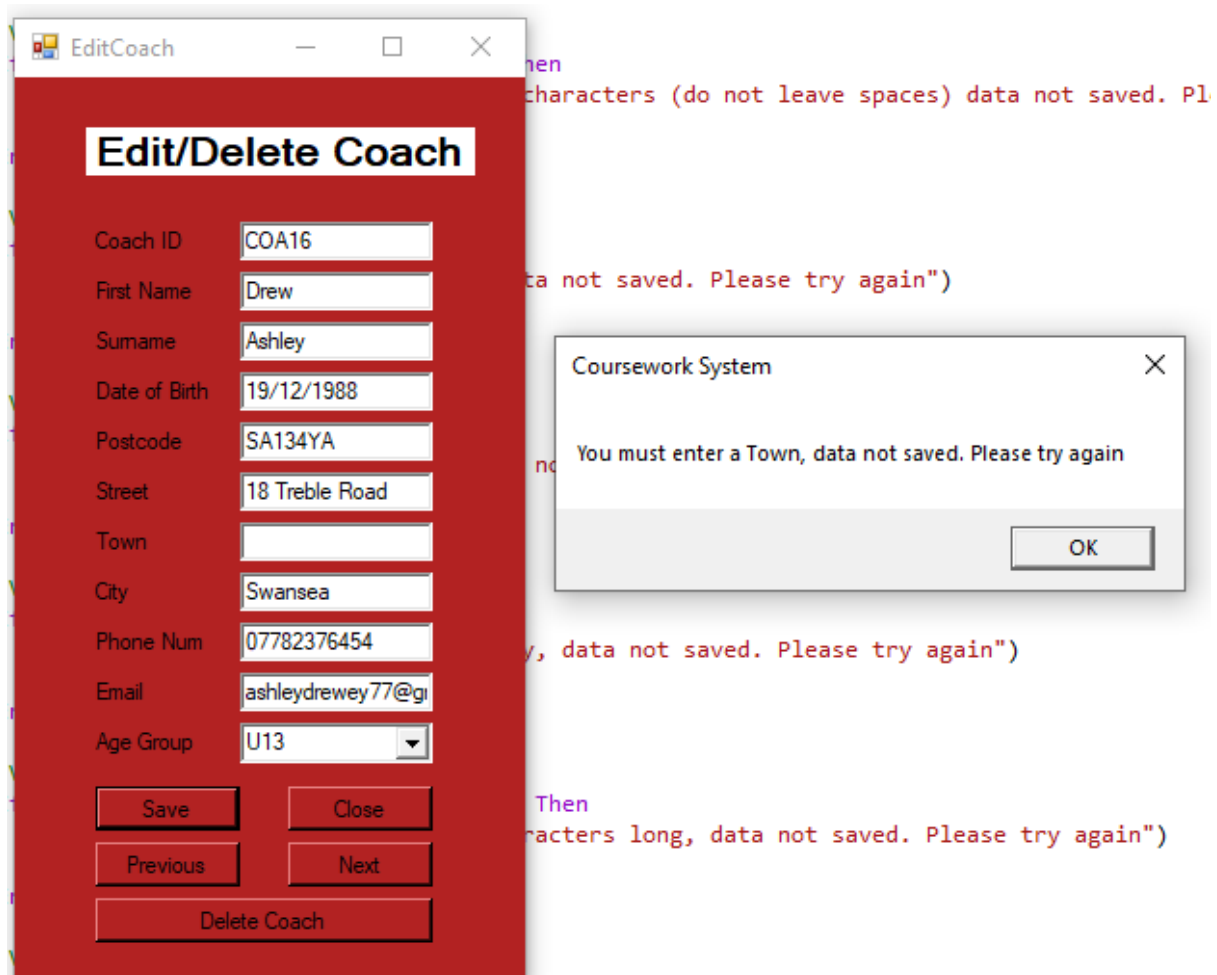 EditCoach
hen
characters (do not leave spaces) data not saved.
Edit/Delete Coach
Coach ID COA16
First Name Drew
ta not saved. Please try again")
Surname Ashley
Coursework System
Date of Birth 19/12/1988
Postcode SA134YA
You must enter a Town, data not saved. Please try again
Street 18 Treble Road
Town
OK
City Swansea
Phone Num 07782376454
y, data not saved. Please try again")
Email ashleydrewey77@g
Age Group U13
Save Close
Then
racters long, data not saved. Please try again")
Previous Next
Delete Coach